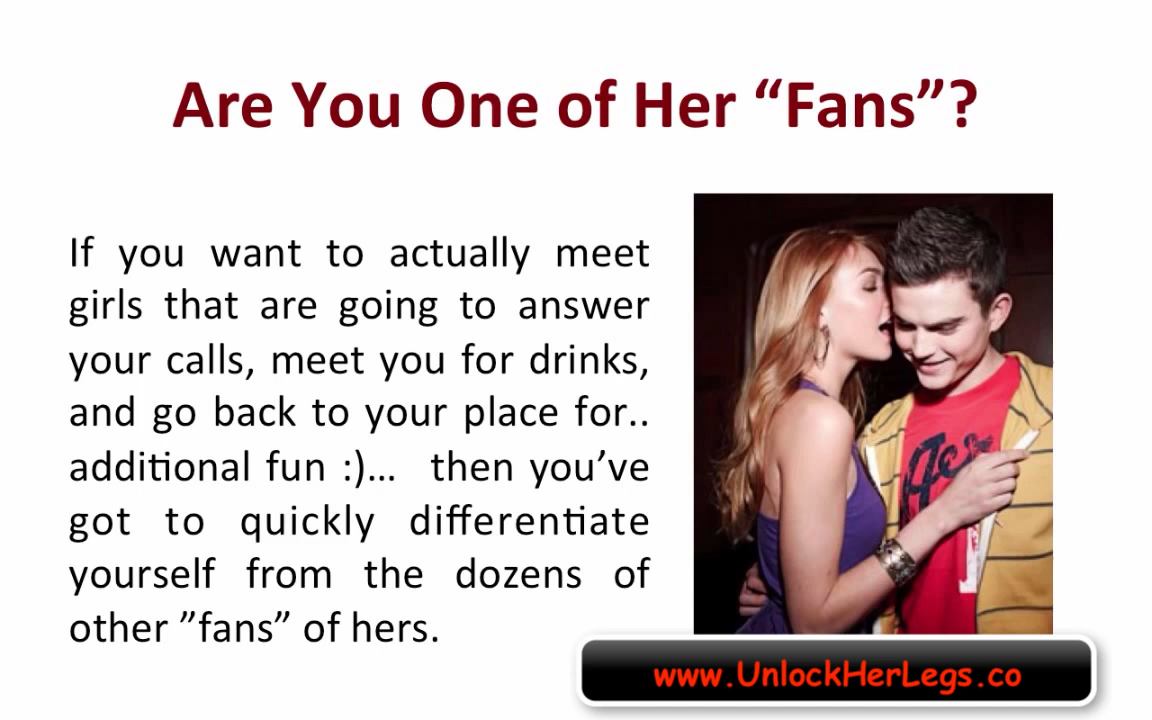 Are You One of Her “Fans”?
If you want to actually meet
girls that are going to answer
your calls, meet you for drinks,
and go back to your place for..
additional fun :)… then you’ve
got to quickly differentiate
yourself from the dozens of
other ”fans” of hers.
www.UnlockHerLegs.co